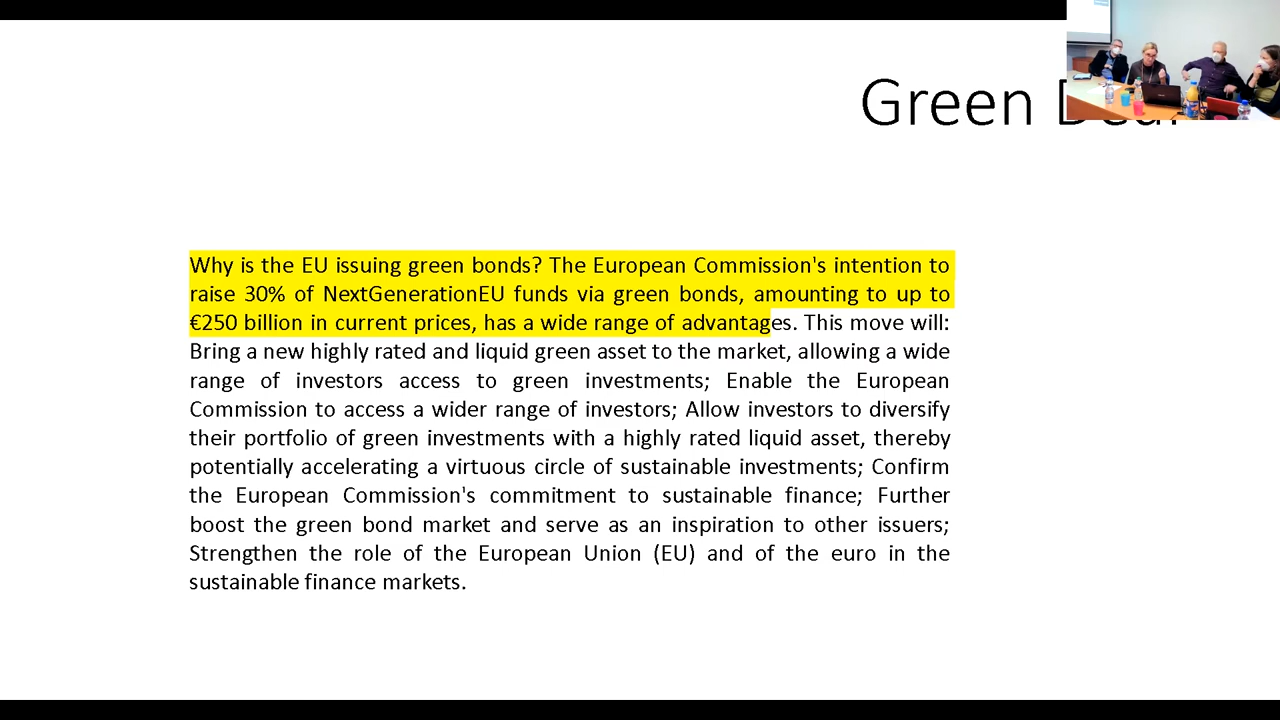 Green Deal
Why is the EU issuing green bonds? The European Commission's intention to
raise 30% of NextGenerationEU funds via green bonds, amounting to up to
€250 billion in current prices, has a wide range of advantages. This move will:
Bring a new highly rated and liquid green asset to the market, allowing a wide
range of investors access to green investments; Enable the European
Commission to access a wider range of investors; Allow investors to diversify
their portfolio of green investments with a highly rated liquid asset, thereby
potentially accelerating a virtuous circle of sustainable investments; Confirm
the European Commission's commitment to sustainable finance; Further
boost the green bond market and serve as an inspiration to other issuers;
Strengthen the role of the European Union (EU) and of the euro in the
sustainable finance markets.